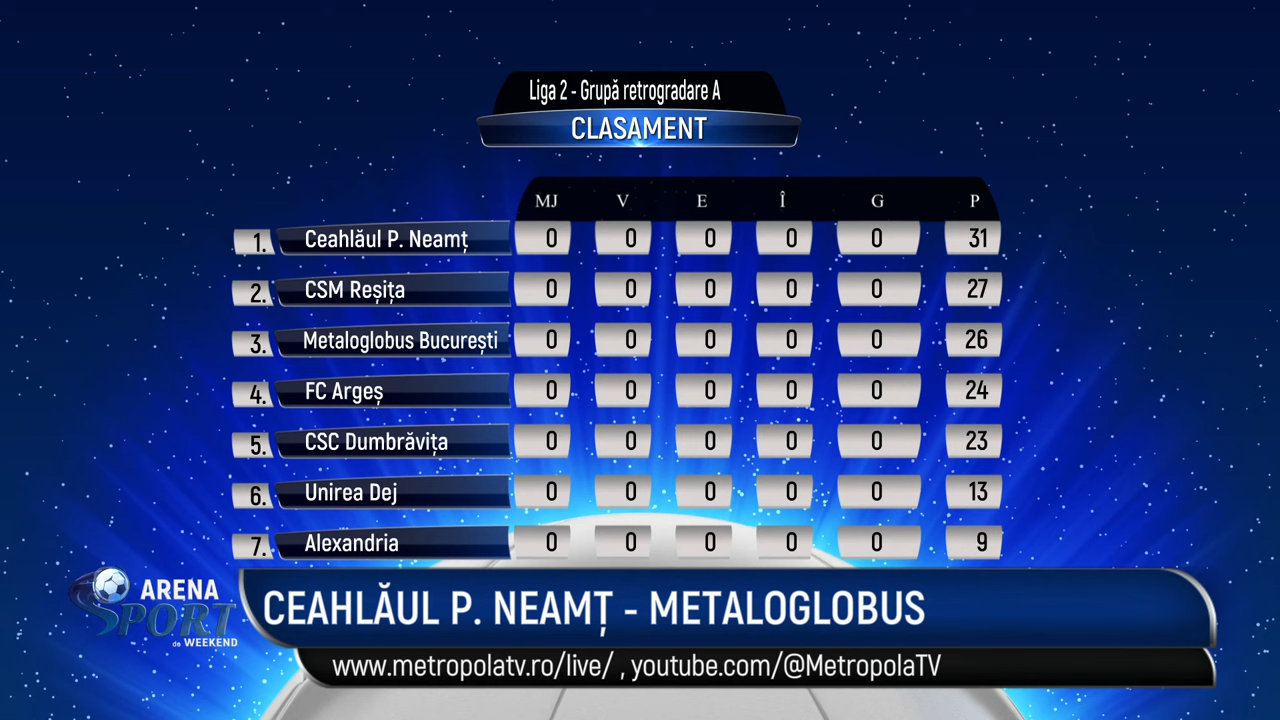 Liga 2 - Grupă retrogradare A
CLASAMENT
MJ V E Î G P
1. Ceahlăul P. Neamț 0 0 0 0 0 31
2. CSM Reșița 0 0 0 0 0 27
3. Metaloglobus București 0 0 0 0 0 26
4. FC Argeș 0 0 0 0 0 24
5. CSC Dumbrăvița 0 0 0 0 0 23
6. Unirea Dej 0 0 0 0 0 13
7. Alexandria 0 0 0 0 0 9
ARENA
SPORT
de WEEKEND
CEAHLĂUL P. NEAMȚ - METALOGLOBUS
www.metropolatv.ro/live/ , youtube.com/@MetropolaTV